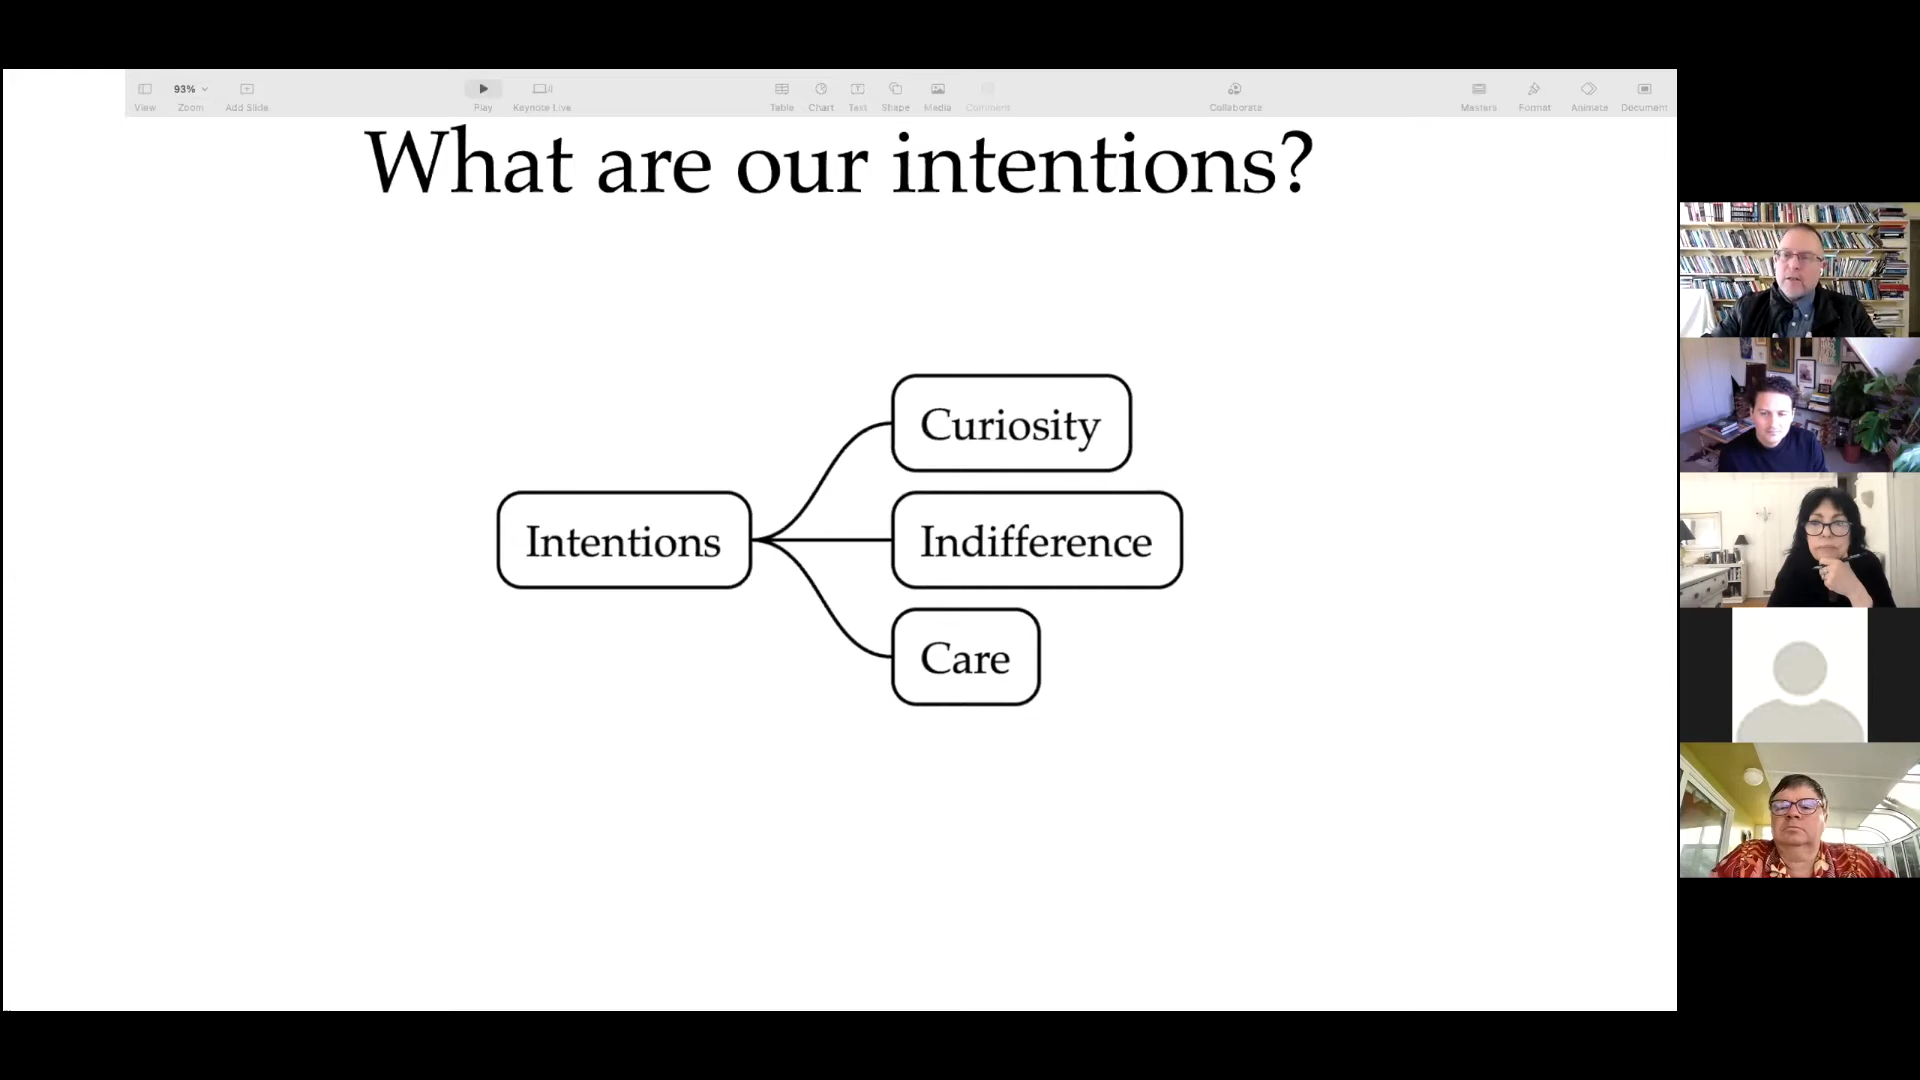 93%
View
Zoom
Add Slide
Play
Keynote Live
Table
Chart
Text
Shape
Media
Comment
Collaborate
Masters
Format
Animate
Document
What are our intentions?
Curiosity
Intentions
Indifference
Care